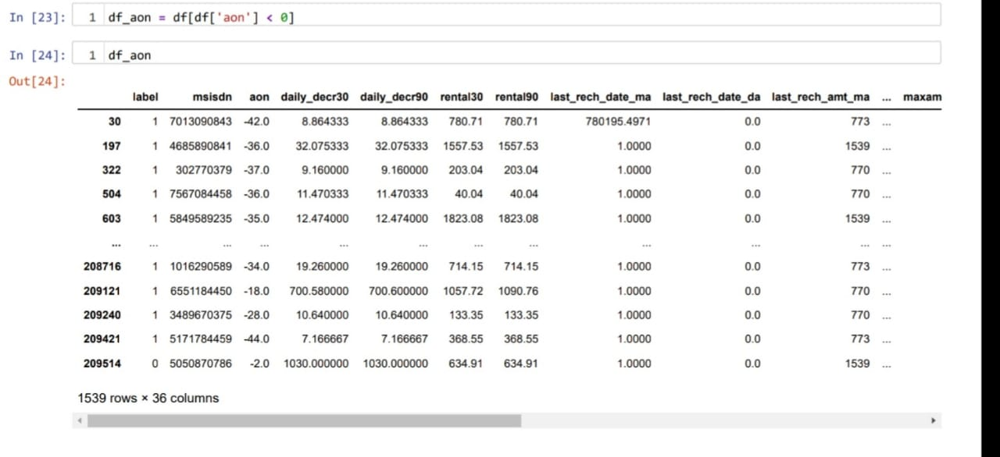 In [23]: 1 df_aon = df[df['aon'] < 0]
In [24]: 1 df_aon
Out[24]:
label msisdn aon daily_decr30 daily_decr90 rental30 rental90 last_rech_date_ma last_rech_date_da last_rech_amt_ma ... maxam
30 1 7013090843 -42.0 8.864333 8.864333 780.71 780.71 780195.4971 0.0 773 ...
197 1 4685890841 -36.0 32.075333 32.075333 1557.53 1557.53 1.0000 0.0 1539 ...
322 1 302770379 -37.0 9.160000 9.160000 203.04 203.04 1.0000 0.0 770 ...
504 1 7567084458 -36.0 11.470333 11.470333 40.04 40.04 1.0000 0.0 770 ...
603 1 5849589235 -35.0 12.474000 12.474000 1823.08 1823.08 1.0000 0.0 1539 ...
... ... ... ... ... ... ... ... ... ... ... ...
208716 1 1016290589 -34.0 19.260000 19.260000 714.15 714.15 1.0000 0.0 773 ...
209121 1 6551184450 -18.0 700.580000 700.600000 1057.72 1090.76 1.0000 0.0 770 ...
209240 1 3489670375 -28.0 10.640000 10.640000 133.35 133.35 1.0000 0.0 770 ...
209421 1 5171784459 -44.0 7.166667 7.166667 368.55 368.55 1.0000 0.0 773 ...
209514 0 5050870786 -2.0 1030.000000 1030.000000 634.91 634.91 1.0000 0.0 1539 ...
1539 rows × 36 columns